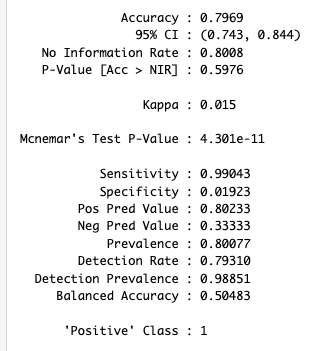 Accuracy : 0.7969
95% CI : (0.743, 0.844)
No Information Rate : 0.8008
P-Value [Acc > NIR] : 0.5976
Kappa : 0.015
Mcnemar's Test P-Value : 4.301e-11
Sensitivity : 0.99043
Specificity : 0.01923
Pos Pred Value : 0.80233
Neg Pred Value : 0.33333
Prevalence : 0.80077
Detection Rate : 0.79310
Detection Prevalence : 0.98851
Balanced Accuracy : 0.50483
'Positive' Class : 1